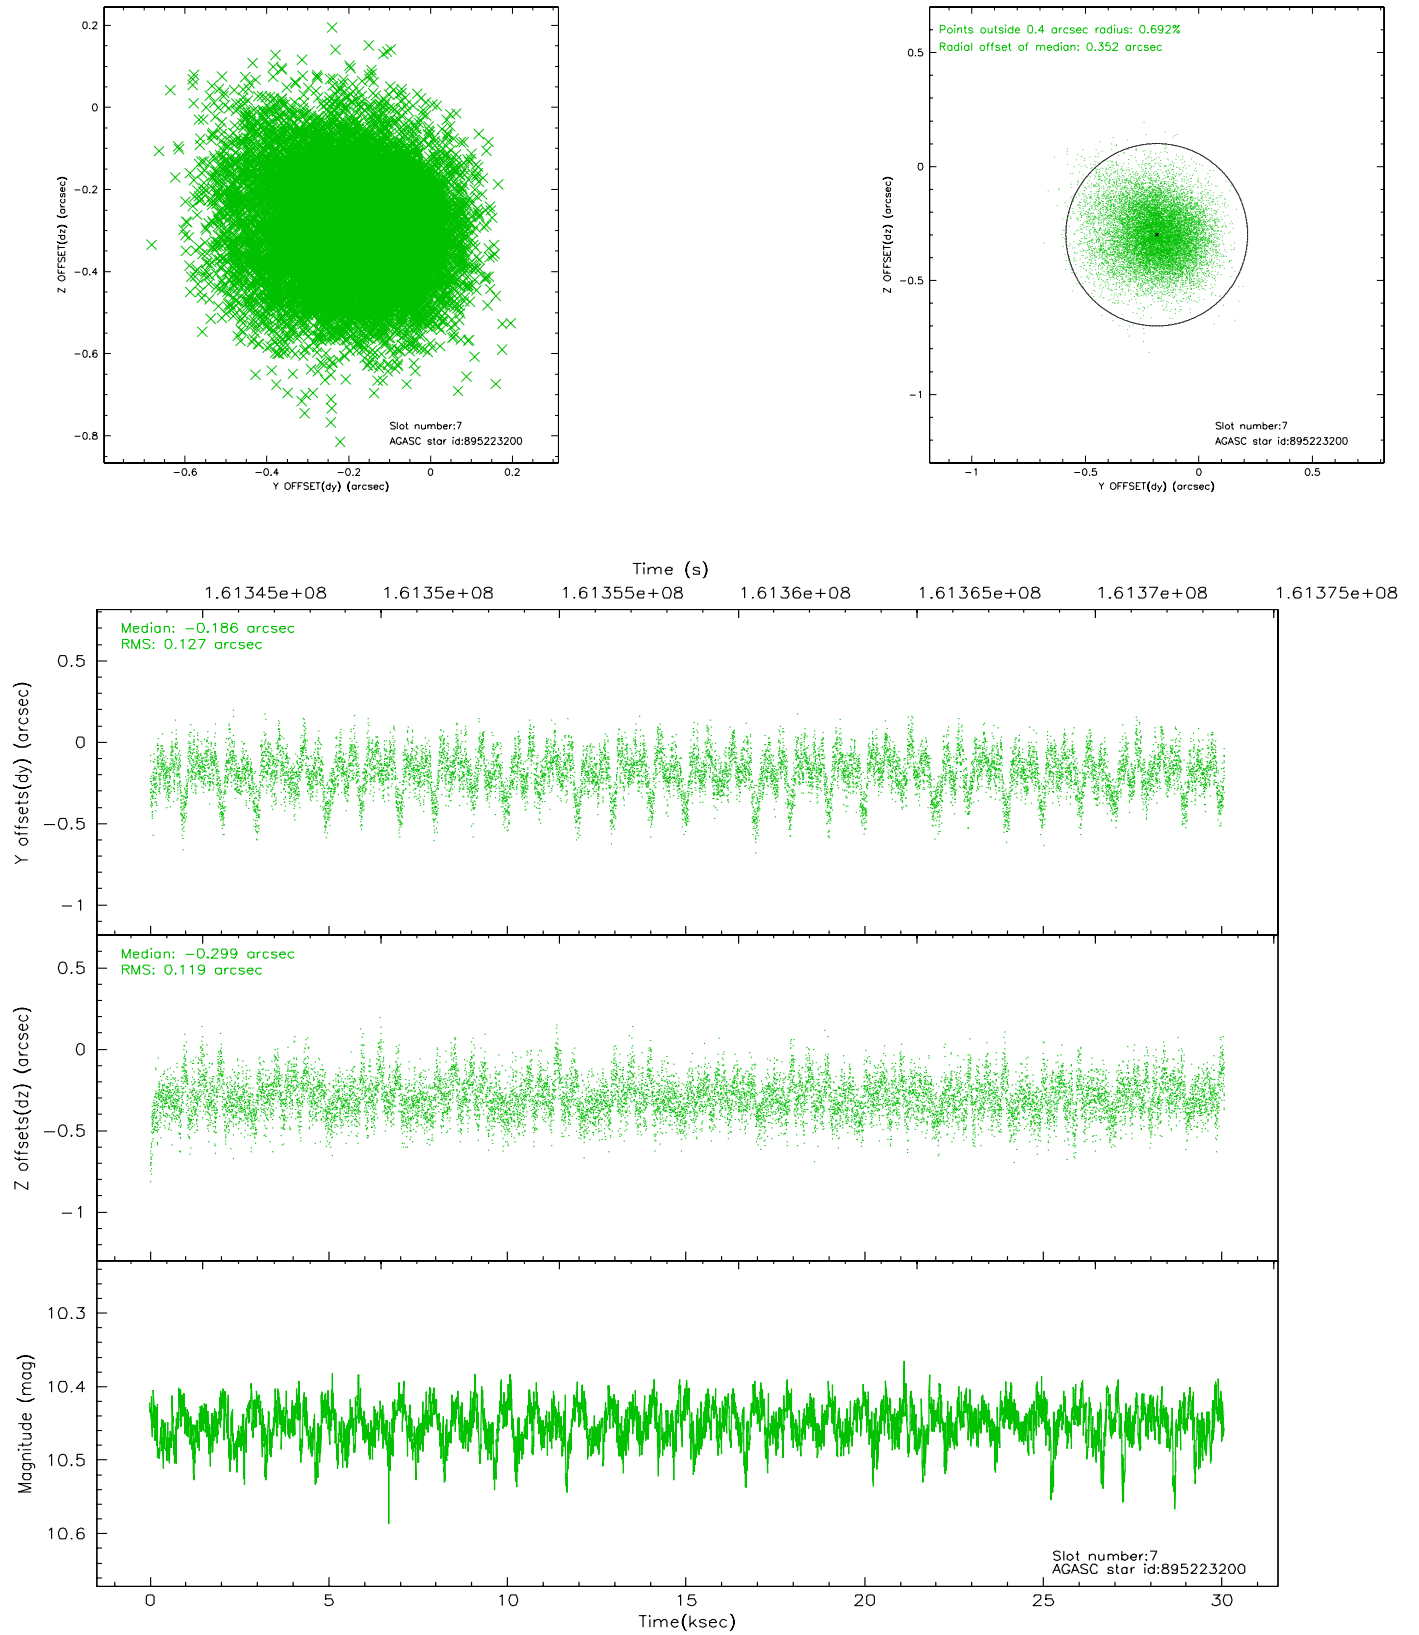 0.2
0
-0.2
-0.4
-0.6
-0.8
Z OFFSET(dz) (arcsec)
Slot number:7
AGASC star id:895223200
-0.6
-0.4
-0.2
0
0.2
Y OFFSET(dy) (arcsec)
Points outside 0.4 arcsec radius: 0.692%
Radial offset of median: 0.352 arcsec
0.5
0
-0.5
-1
Z OFFSET(dz) (arcsec)
Slot number:7
AGASC star id:895223200
-1
-0.5
0
0.5
Y OFFSET(dy) (arcsec)
Time (s)
1.61345e+08
1.6135e+08
1.61355e+08
1.6136e+08
1.61365e+08
1.6137e+08
1.61375e+08
Median: -0.186 arcsec
RMS: 0.127 arcsec
0.5
0
-0.5
-1
Y offsets(dy) (arcsec)
Median: -0.299 arcsec
RMS: 0.119 arcsec
0.5
0
-0.5
-1
Z offsets(dz) (arcsec)
10.3
10.4
10.5
10.6
Magnitude (mag)
Slot number:7
AGASC star id:895223200
0
5
10
15
20
25
30
Time(ksec)